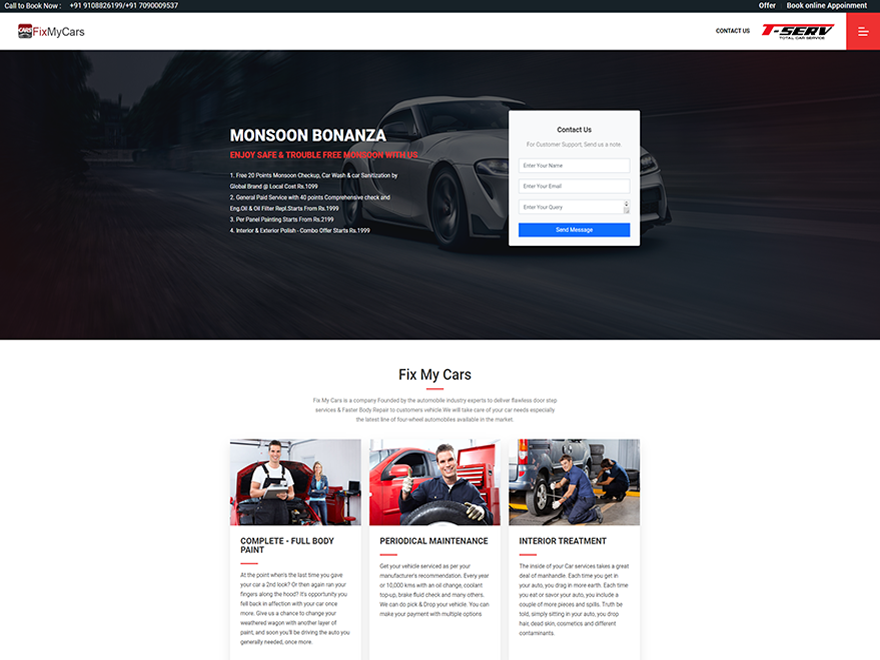 Call to Book Now : +91 9108826199/+91 7090009537
Offer Book online Appoinment
CARS FixMyCars
CONTACT US
T-SERV
TOTAL CAR SERVICE
MONSOON BONANZA
ENJOY SAFE & TROUBLE FREE MONSOON WITH US
1. Free 20 Points Monsoon Checkup, Car Wash & car Sanitization by
Global Brand @ Local Cost Rs.1099
2. General Paid Service with 40 points Comprehensive check and
Eng.Oil & Oil Filter Repl.Starts From Rs.1999
3. Per Panel Painting Starts From Rs.2199
4. Interior & Exterior Polish - Combo Offer Starts Rs.1999
Contact Us
For Customer Support, Send us a note.
Enter Your Name
Enter Your Email
Enter Your Query
Send Message
Fix My Cars
Fix My Cars is a company Founded by the automobile industry experts to deliver flawless door step
services & Faster Body Repair to customers vehicle.We will take care of your car needs especially
the latest line of four-wheel automobiles available in the market.
COMPLETE - FULL BODY
PAINT
At the point when's the last time you gave
your car a 2nd look? Or then again ran your
fingers along the hood? It's opportunity you
fell back in affection with your car once
more. Give us a chance to change your
weathered wagon with another layer of
paint, and soon you'll be driving the auto you
generally needed, once more.
PERIODICAL MAINTENANCE
Get your vehicle serviced as per your
manufacturer's recommendation. Every year
or 10,000 kms with an oil change, coolant
top-up, brake fluid check and many others.
We can do pick & Drop your vehicle. You can
make your payment with multiple options
INTERIOR TREATMENT
The inside of your Car services takes a great
deal of manhandle. Each time you get in
your auto, you drag in more earth. Each time
you eat or savor your auto, you include a
couple of more pieces and spills. Truth be
told, simply sitting in your auto, you drop
hair, dead skin, cosmetics and different
contaminants.